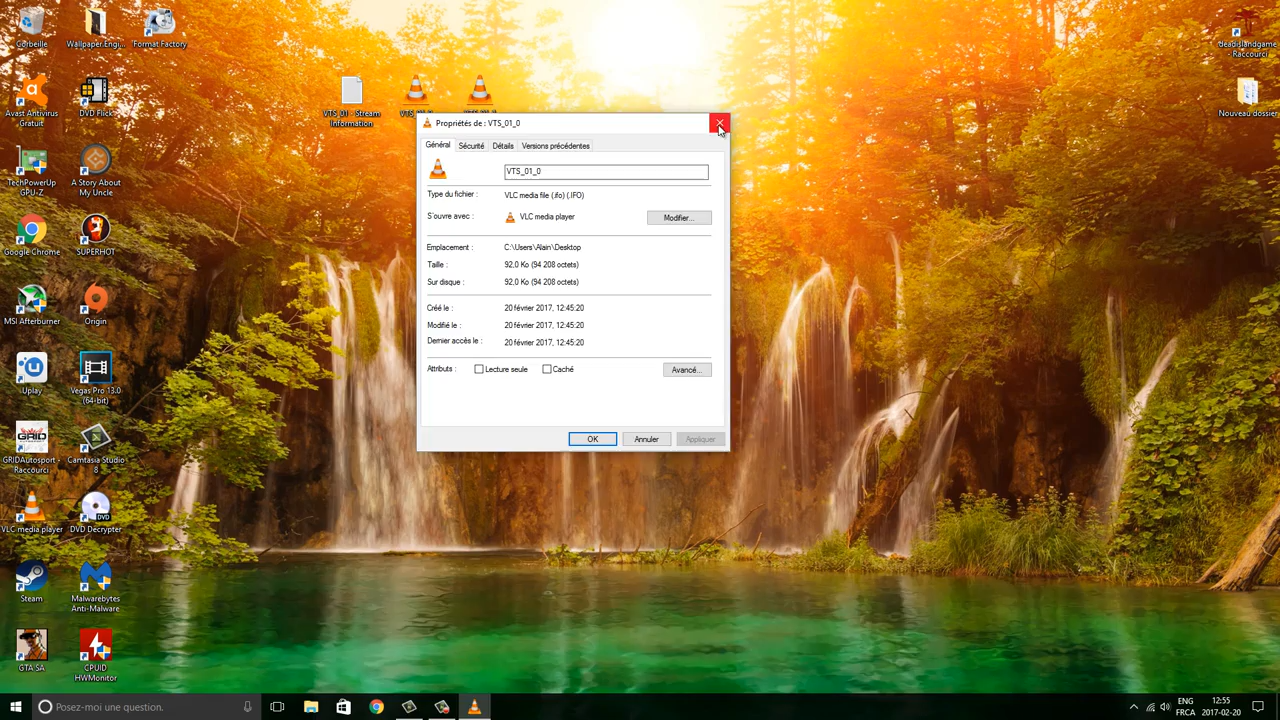 Corbeille
Wallpaper Engi...
Format Factory
deadislandgame - Raccourci
Avast Antivirus
Gratuit
DVD Flick
VTS_01 - Stream
Information
Nouveau dossier
TechPowerUp
GPU-Z
A Story About
My Uncle
Google Chrome
SUPERHOT
MSI Afterburner
Origin
Uplay
Vegas Pro 13.0
(64-bit)
GRID
GRIDAutosport -
Raccourci
Camtasia Studio
8
VLC media player
DVD
DVD Decrypter
Steam
Malwarebytes
Anti-Malware
GTA SA
CPUID
HWMonitor
Propriétés de : VTS_01_0
Général
Sécurité
Détails
Versions précédentes
VTS_01_0
Type du fichier :
VLC media file (.ifo) (.IFO)
S'ouvre avec :
VLC media player
Modifier...
Emplacement :
C:\Users\Alain\Desktop
Taille :
92,0 Ko (94 208 octets)
Sur disque :
92,0 Ko (94 208 octets)
Créé le :
20 février 2017, 12:45:20
Modifié le :
20 février 2017, 12:45:20
Dernier accès le :
20 février 2017, 12:45:20
Attributs :
Lecture seule
Caché
Avancé...
OK
Annuler
Appliquer
Posez-moi une question.
ENG
FRCA
12:55
2017-02-20